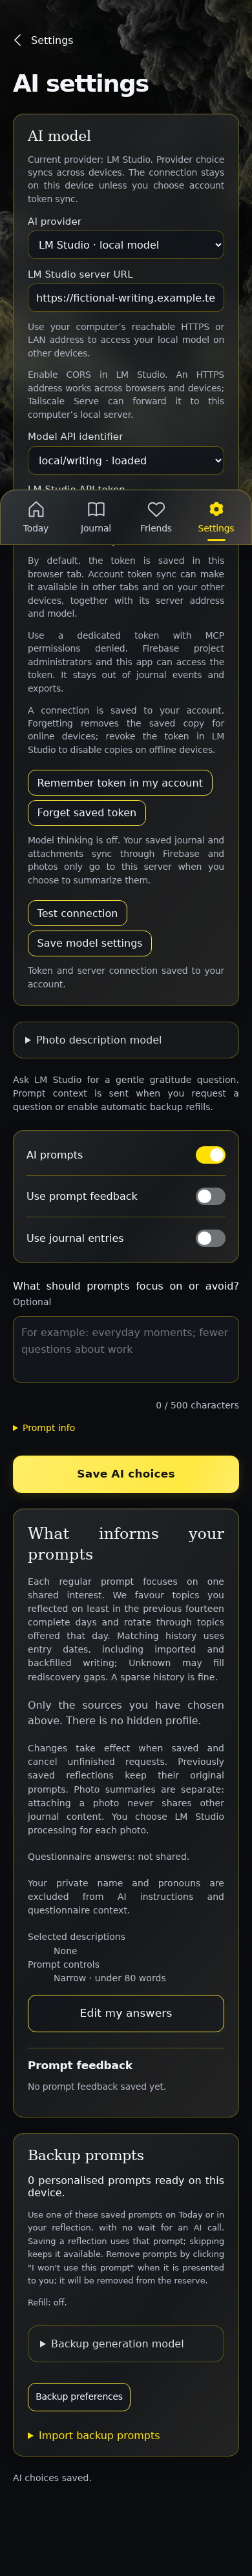 Settings
AI settings
AI model
Current provider: LM Studio. Provider choice
syncs across devices. The connection stays
on this device unless you choose account
token sync.
AI provider
LM Studio · local model
LM Studio server URL
https://fictional-writing.example.te
Use your computer's reachable HTTPS or
LAN address to access your local model on
other devices.
Enable CORS in LM Studio. An HTTPS
address works across browsers and devices;
Tailscale Serve can forward it to this
computer's local server.
Model API identifier
local/writing · loaded
LM Studio API token
Today
Journal
Friends
Settings
By default, the token is saved in this
browser tab. Account token sync can make
it available in other tabs and on your other
devices, together with its server address
and model.
Use a dedicated token with MCP
permissions denied. Firebase project
administrators and this app can access the
token. It stays out of journal events and
exports.
A connection is saved to your account.
Forgetting removes the saved copy for
online devices; revoke the token in LM
Studio to disable copies on offline devices.
Remember token in my account
Forget saved token
Model thinking is off. Your saved journal and
attachments sync through Firebase and
photos only go to this server when you
choose to summarize them.
Test connection
Save model settings
Token and server connection saved to your
account.
Photo description model
Ask LM Studio for a gentle gratitude question.
Prompt context is sent when you request a
question or enable automatic backup refills.
AI prompts
Use prompt feedback
Use journal entries
What should prompts focus on or avoid?
Optional
For example: everyday moments; fewer
questions about work
0 / 500 characters
Prompt info
Save AI choices
What informs your
prompts
Each regular prompt focuses on one
shared interest. We favour topics you
reflected on least in the previous fourteen
complete days and rotate through topics
offered that day. Matching history uses
entry dates, including imported and
backfilled writing; Unknown may fill
rediscovery gaps. A sparse history is fine.
Only the sources you have chosen
above. There is no hidden profile.
Changes take effect when saved and
cancel unfinished requests. Previously
saved reflections keep their original
prompts. Photo summaries are separate:
attaching a photo never shares other
journal content. You choose LM Studio
processing for each photo.
Questionnaire answers: not shared.
Your private name and pronouns are
excluded from AI instructions and
questionnaire context.
Selected descriptions
None
Prompt controls
Narrow · under 80 words
Edit my answers
Prompt feedback
No prompt feedback saved yet.
Backup prompts
0 personalised prompts ready on this
device.
Use one of these saved prompts on Today or in
your reflection, with no wait for an AI call.
Saving a reflection uses that prompt; skipping
keeps it available. Remove prompts by clicking
"I won't use this prompt" when it is presented
to you; it will be removed from the reserve.
Refill: off.
Backup generation model
Backup preferences
Import backup prompts
AI choices saved.